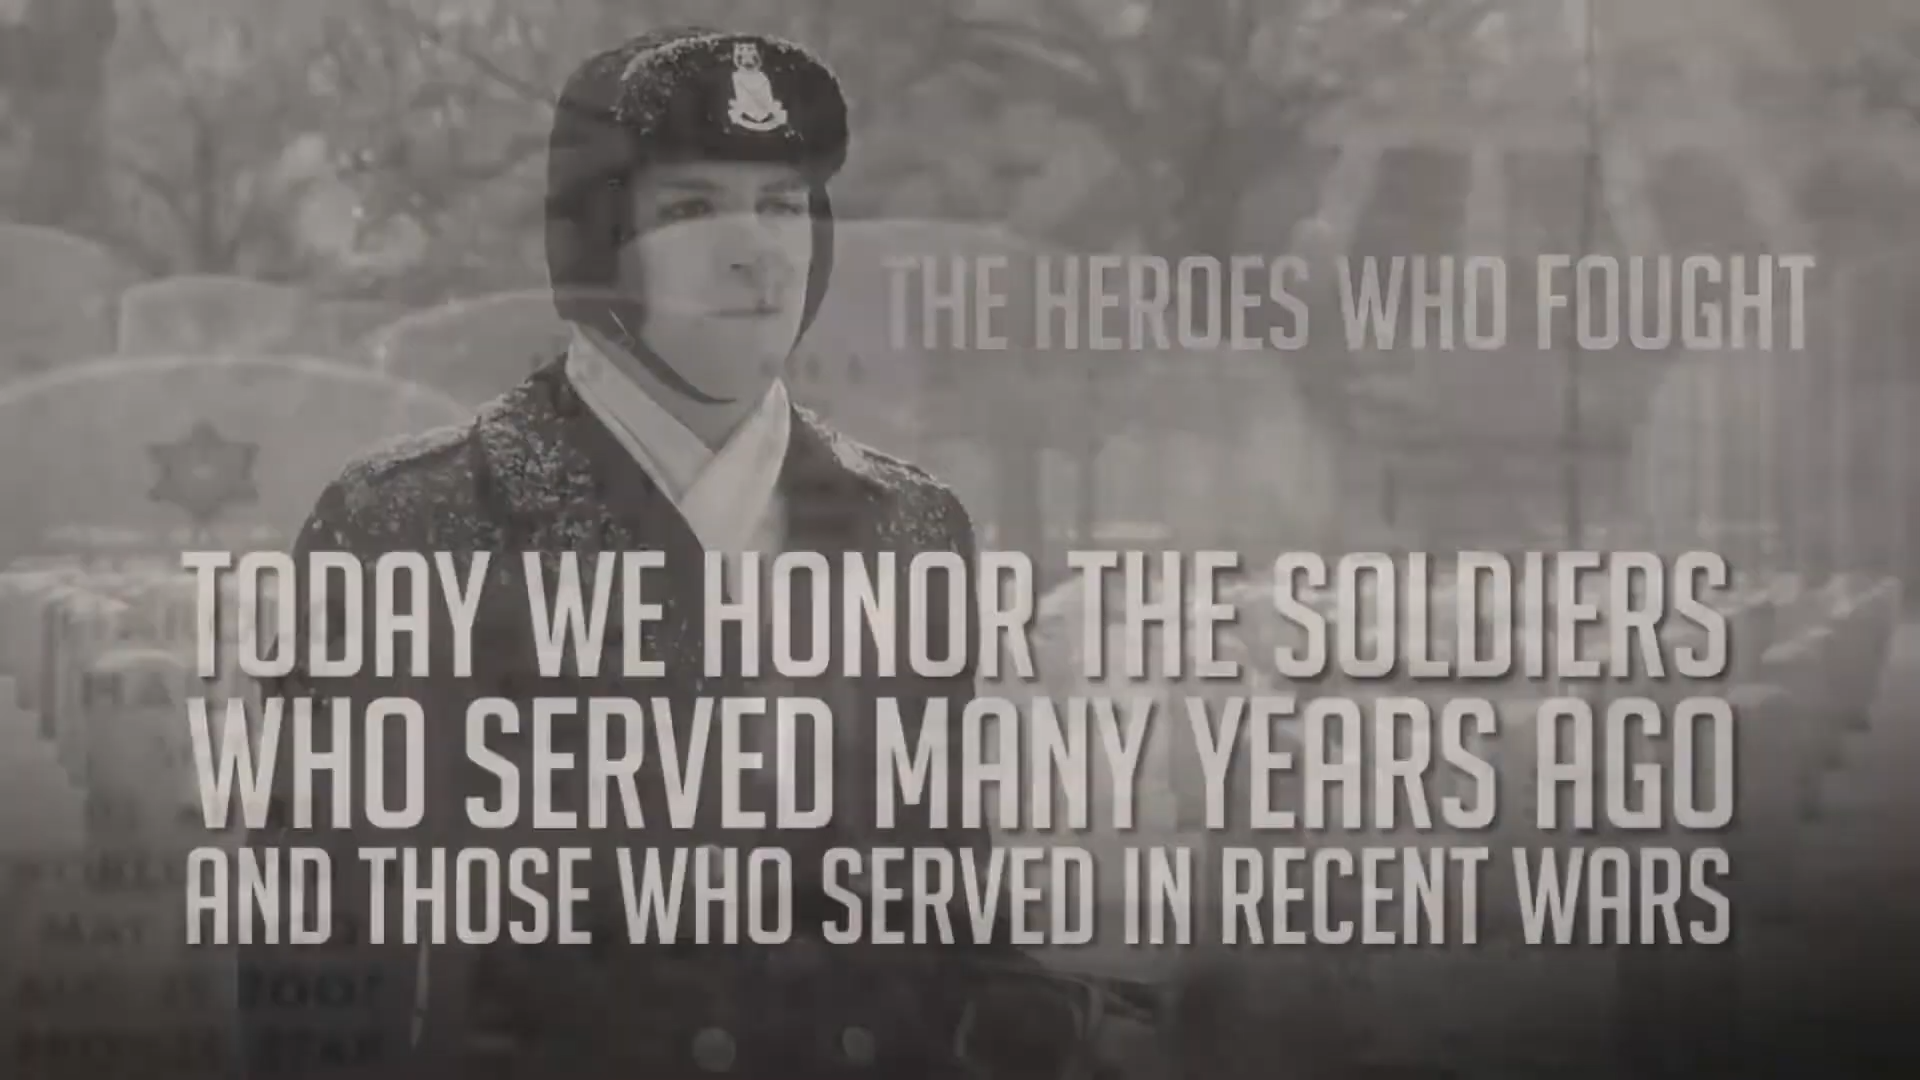 THE HEROES WHO FOUGHT
TODAY WE HONOR THE SOLDIERS
WHO SERVED MANY YEARS AGO
AND THOSE WHO SERVED IN RECENT WARS